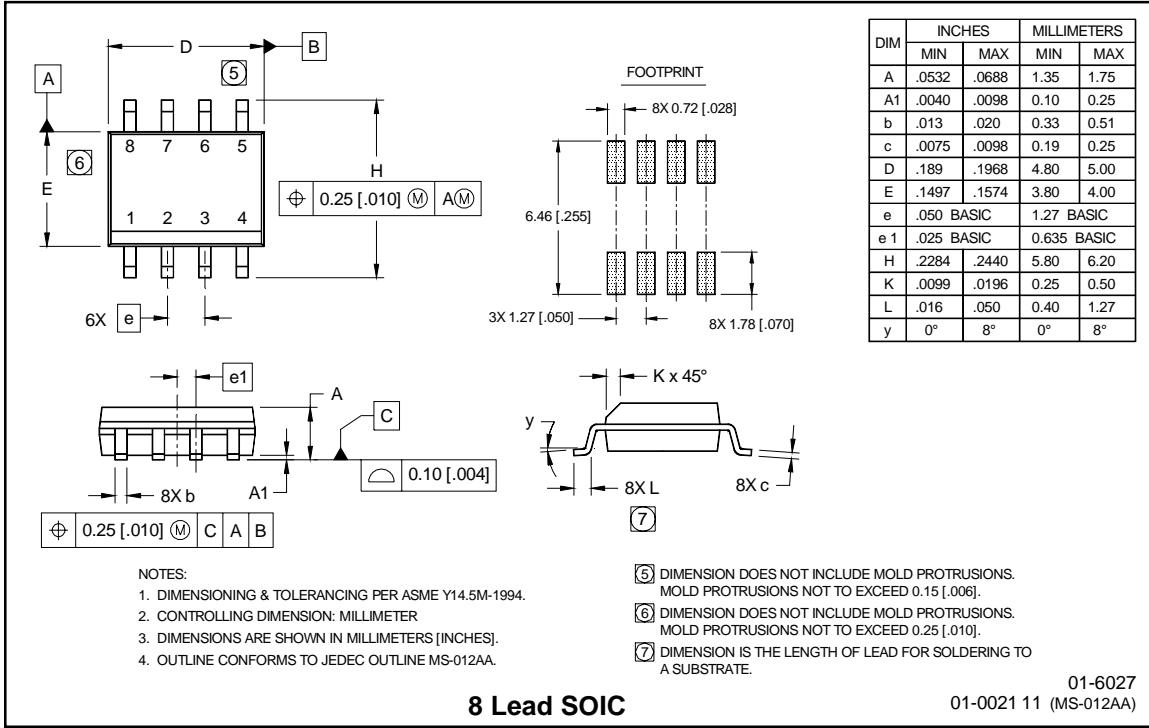 D
B
5
A
8 7 6 5
6
E
H
⌖ 0.25 [.010] Ⓜ A Ⓜ
1 2 3 4
6X e
FOOTPRINT
8X 0.72 [.028]
6.46 [.255]
3X 1.27 [.050]
8X 1.78 [.070]
DIM INCHES MILLIMETERS
MIN MAX MIN MAX
A .0532 .0688 1.35 1.75
A1 .0040 .0098 0.10 0.25
b .013 .020 0.33 0.51
c .0075 .0098 0.19 0.25
D .189 .1968 4.80 5.00
E .1497 .1574 3.80 4.00
e .050 BASIC 1.27 BASIC
e 1 .025 BASIC 0.635 BASIC
H .2284 .2440 5.80 6.20
K .0099 .0196 0.25 0.50
L .016 .050 0.40 1.27
y 0° 8° 0° 8°
e1
A
C
⌓ 0.10 [.004]
8X b
A1
⌖ 0.25 [.010] Ⓜ C A B
K x 45°
y
8X L
7
8X c
NOTES:
1. DIMENSIONING & TOLERANCING PER ASME Y14.5M-1994.
2. CONTROLLING DIMENSION: MILLIMETER
3. DIMENSIONS ARE SHOWN IN MILLIMETERS [INCHES].
4. OUTLINE CONFORMS TO JEDEC OUTLINE MS-012AA.
5 DIMENSION DOES NOT INCLUDE MOLD PROTRUSIONS.
MOLD PROTRUSIONS NOT TO EXCEED 0.15 [.006].
6 DIMENSION DOES NOT INCLUDE MOLD PROTRUSIONS.
MOLD PROTRUSIONS NOT TO EXCEED 0.25 [.010].
7 DIMENSION IS THE LENGTH OF LEAD FOR SOLDERING TO
A SUBSTRATE.
8 Lead SOIC
01-6027
01-0021 11 (MS-012AA)